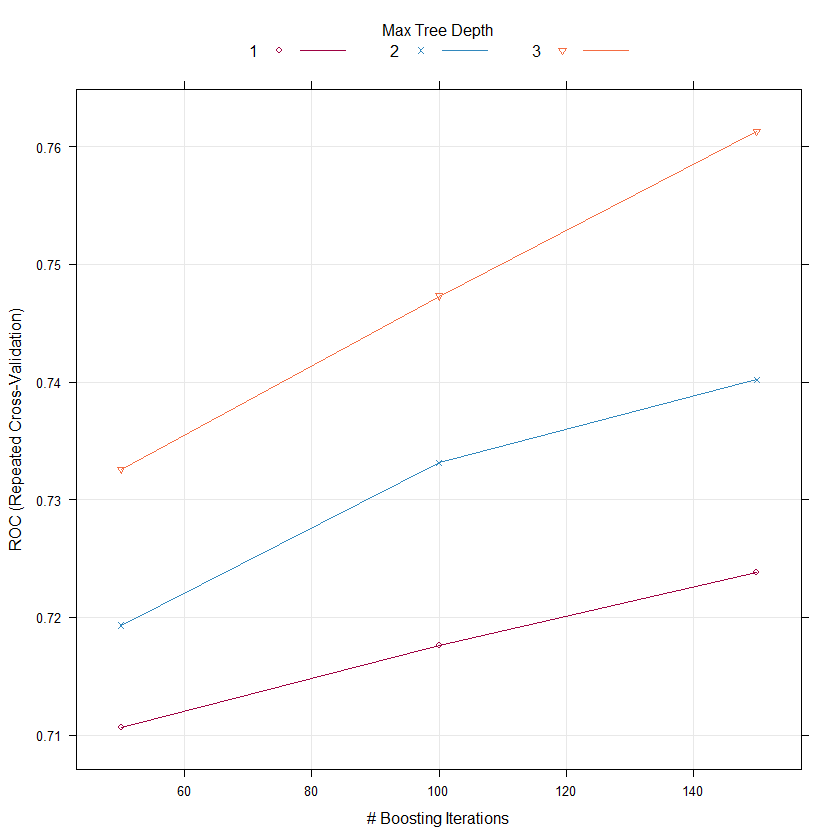 Max Tree Depth
1 2 3
0.76
0.75
0.74
0.73
0.72
0.71
ROC (Repeated Cross-Validation)
60 80 100 120 140
# Boosting Iterations